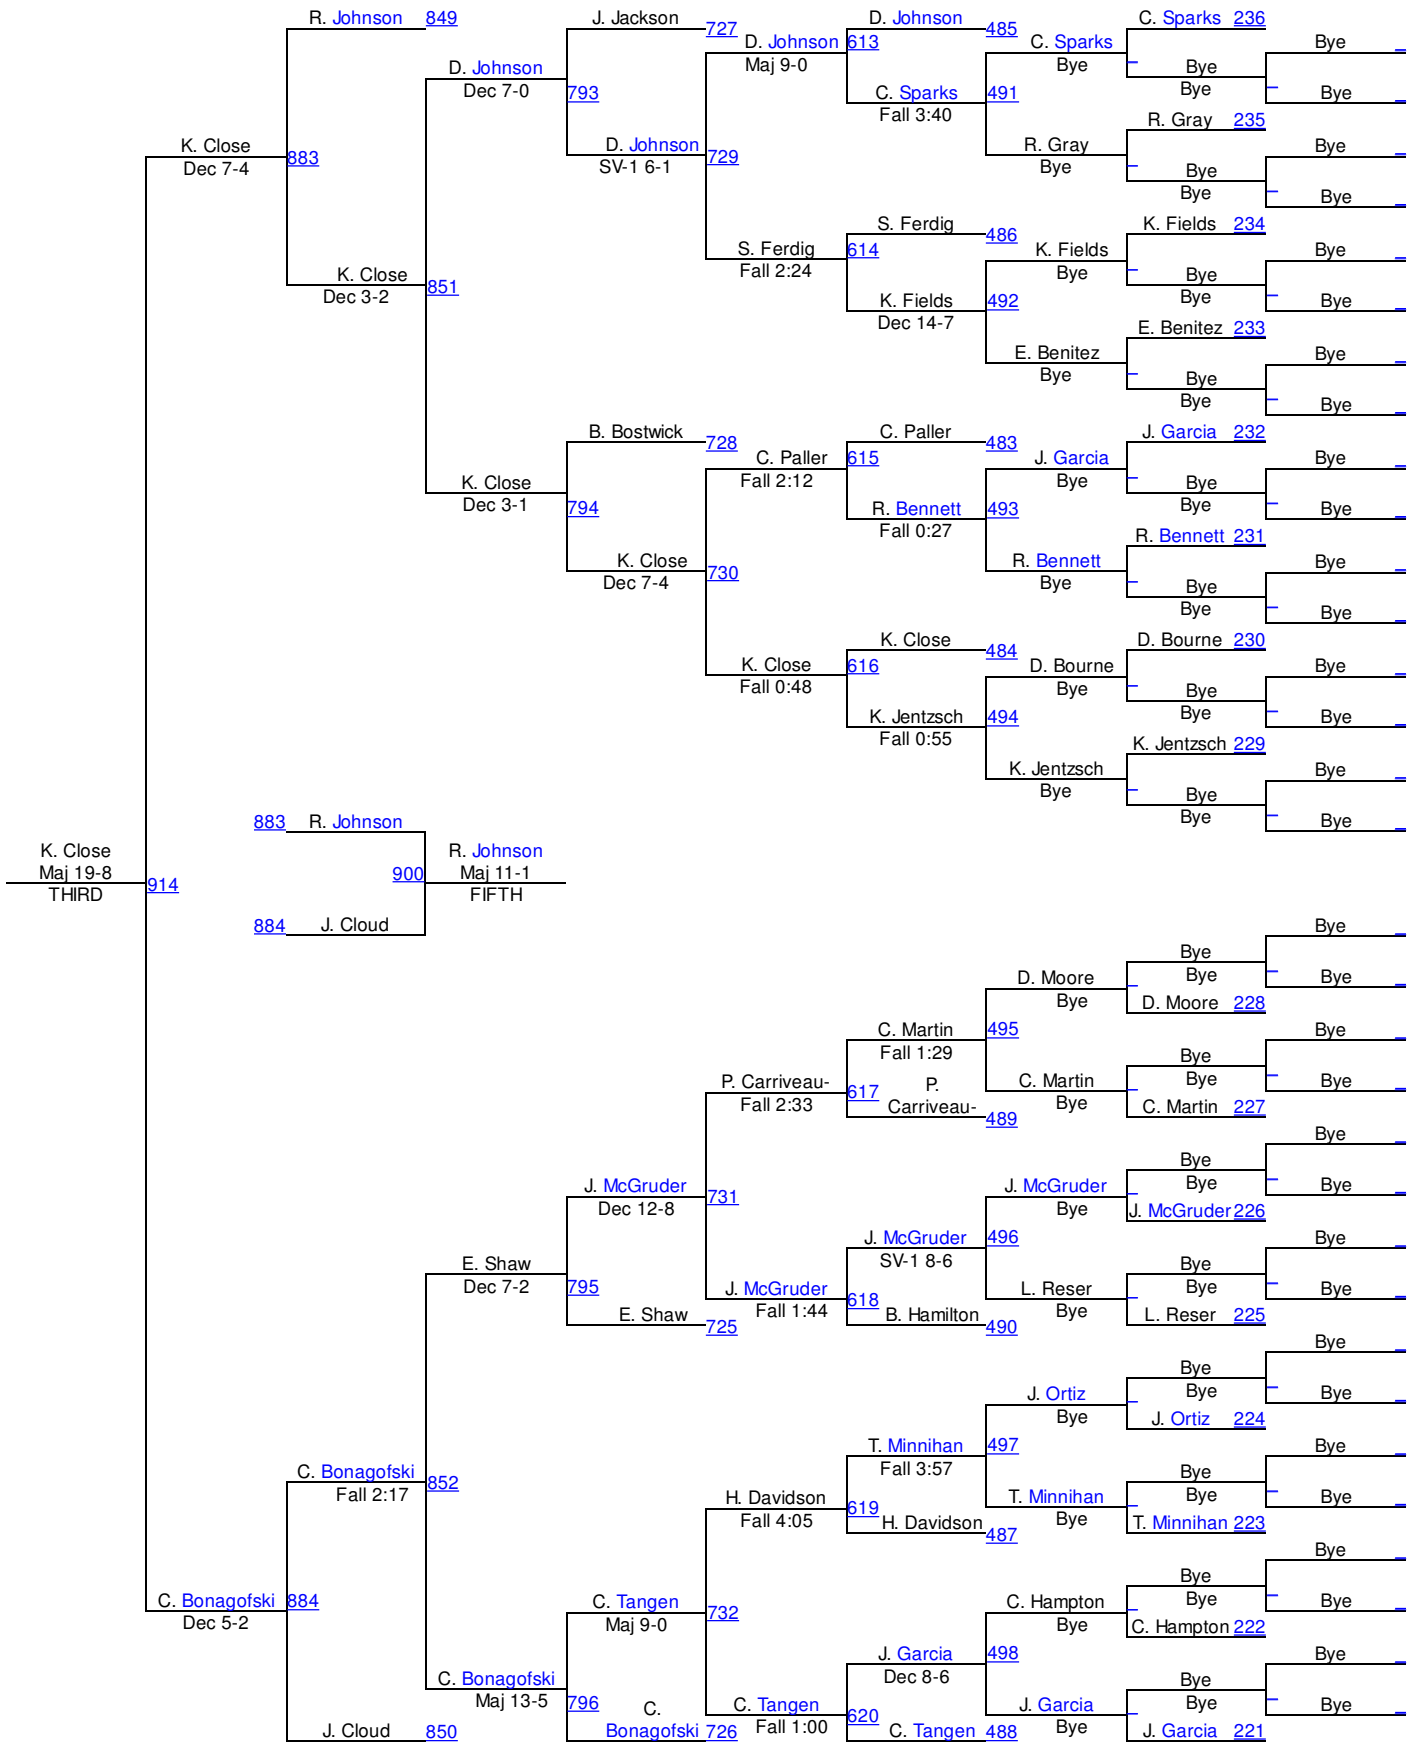 R. Johnson 849
J. Jackson 727
D. Johnson 485
C. Sparks 236
D. Johnson 613
Maj 9-0
C. Sparks
Bye
Bye
Bye
Bye
Bye
D. Johnson
Dec 7-0
793
C. Sparks
Fall 3:40
491
R. Gray 235
K. Close
Dec 7-4
883
D. Johnson
SV-1 6-1
729
R. Gray
Bye
Bye
Bye
Bye
Bye
S. Ferdig 486
K. Fields 234
S. Ferdig
Fall 2:24
614
K. Fields
Bye
Bye
Bye
Bye
Bye
K. Close
Dec 3-2
851
K. Fields
Dec 14-7
492
E. Benitez 233
E. Benitez
Bye
Bye
Bye
Bye
Bye
B. Bostwick 728
C. Paller 483
J. Garcia 232
C. Paller
Fall 2:12
615
J. Garcia
Bye
Bye
Bye
Bye
Bye
K. Close
Dec 3-1
794
R. Bennett
Fall 0:27
493
R. Bennett 231
K. Close
Dec 7-4
730
R. Bennett
Bye
Bye
Bye
Bye
Bye
K. Close 484
D. Bourne 230
K. Close
Fall 0:48
616
D. Bourne
Bye
Bye
Bye
Bye
Bye
K. Jentzsch
Fall 0:55
494
K. Jentzsch 229
K. Jentzsch
Bye
Bye
Bye
Bye
Bye
883 R. Johnson
K. Close
Maj 19-8
THIRD
914
900
R. Johnson
Maj 11-1
FIFTH
884 J. Cloud
Bye
Bye
Bye
Bye
D. Moore
Bye
D. Moore 228
C. Martin
Fall 1:29
495
Bye
Bye
Bye
Bye
P. Carriveau-
Fall 2:33
617
P.
Carriveau- 489
C. Martin
Bye
C. Martin 227
Bye
Bye
Bye
Bye
J. McGruder
Dec 12-8
731
J. McGruder
Bye
J. McGruder 226
J. McGruder
SV-1 8-6
496
Bye
Bye
Bye
Bye
E. Shaw
Dec 7-2
795
J. McGruder
Fall 1:44
618
L. Reser
Bye
L. Reser 225
E. Shaw 725
B. Hamilton 490
Bye
Bye
Bye
Bye
J. Ortiz
Bye
J. Ortiz 224
T. Minnihan
Fall 3:57
497
Bye
Bye
Bye
Bye
C. Bonagofski
Fall 2:17
852
H. Davidson
Fall 4:05
619
H. Davidson 487
T. Minnihan
Bye
T. Minnihan 223
Bye
Bye
Bye
Bye
C. Bonagofski
Dec 5-2
884
C. Tangen
Maj 9-0
732
C. Hampton
Bye
C. Hampton 222
J. Garcia
Dec 8-6
498
Bye
Bye
Bye
Bye
C. Bonagofski
Maj 13-5
796
C.
Bonagofski 726
C. Tangen
Fall 1:00
620
J. Garcia
Bye
J. Garcia 221
J. Cloud 850
C. Tangen 488